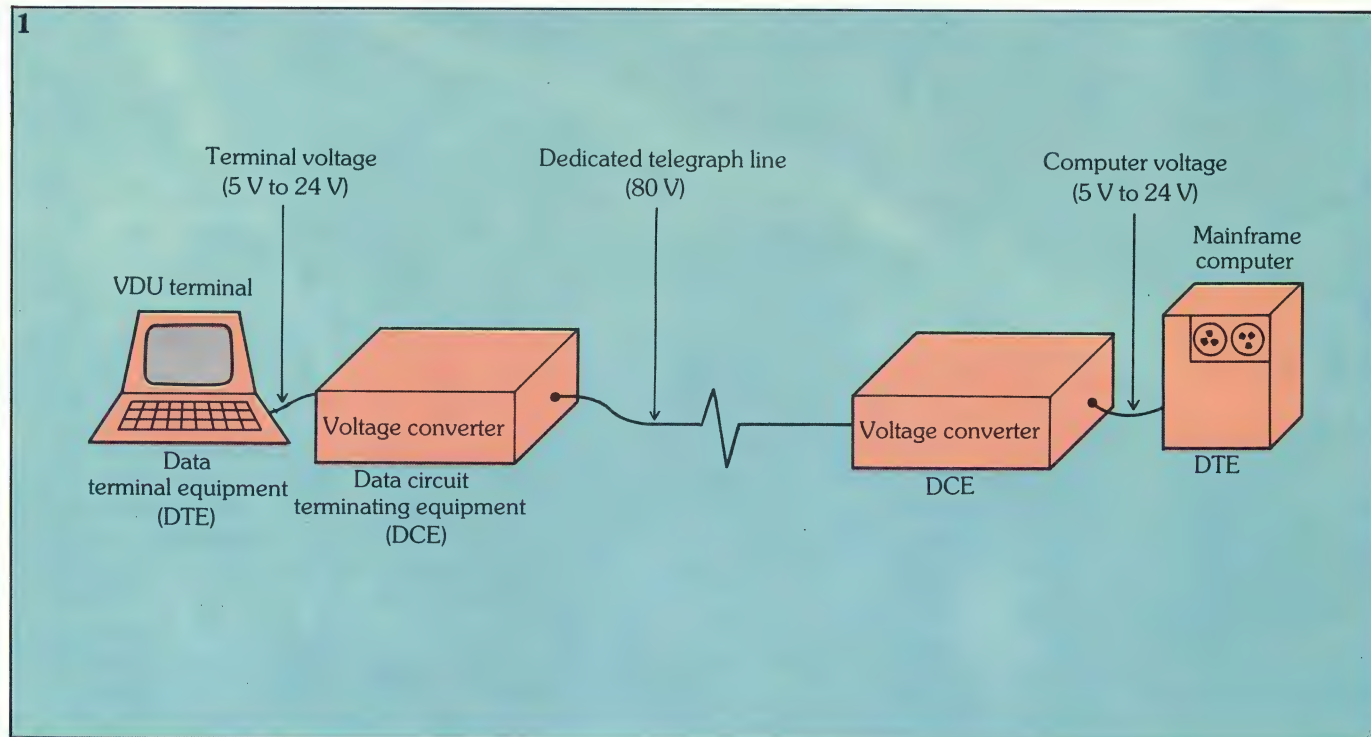 1
Terminal voltage
(5 V to 24 V)
Dedicated telegraph line
(80 V)
Computer voltage
(5 V to 24 V)
Mainframe
computer
VDU terminal
Voltage converter
Voltage converter
Data
terminal equipment
(DTE)
Data circuit
terminating equipment
(DCE)
DCE
DTE